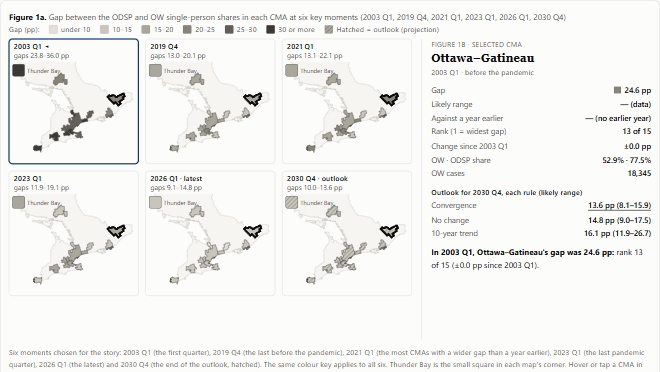 Figure 1a. Gap between the ODSP and OW single-person shares in each CMA at six key moments (2003 Q1, 2019 Q4, 2021 Q1, 2023 Q1, 2026 Q1, 2030 Q4)
Gap (pp): under 10 10–15 15–20 20–25 25–30 30 or more Hatched = outlook (projection)
2003 Q1
gaps 23.8–36.0 pp
Thunder Bay
2019 Q4
gaps 13.0–20.1 pp
Thunder Bay
2021 Q1
gaps 13.1–22.1 pp
Thunder Bay
2023 Q1
gaps 11.9–19.1 pp
Thunder Bay
2026 Q1 · latest
gaps 9.1–14.8 pp
Thunder Bay
2030 Q4 · outlook
gaps 10.0–13.6 pp
Thunder Bay
FIGURE 1B · SELECTED CMA
Ottawa–Gatineau
2003 Q1 · before the pandemic
Gap 24.6 pp
Likely range — (data)
Against a year earlier — (no earlier year)
Rank (1 = widest gap) 13 of 15
Change since 2003 Q1 ±0.0 pp
OW · ODSP share 52.9% · 77.5%
OW cases 18,345
Outlook for 2030 Q4, each rule (likely range)
Convergence 13.6 pp (8.1–15.9)
No change 14.8 pp (9.0–17.5)
10-year trend 16.1 pp (11.9–26.7)
In 2003 Q1, Ottawa–Gatineau's gap was 24.6 pp: rank 13
of 15 (±0.0 pp since 2003 Q1).
Six moments chosen for the story: 2003 Q1 (the first quarter), 2019 Q4 (the last before the pandemic), 2021 Q1 (the most CMAs with a wider gap than a year earlier), 2023 Q1 (the last pandemic
quarter), 2026 Q1 (the latest) and 2030 Q4 (the end of the outlook, hatched). The same colour key applies to all six. Thunder Bay is the small square in each map's corner. Hover or tap a CMA in